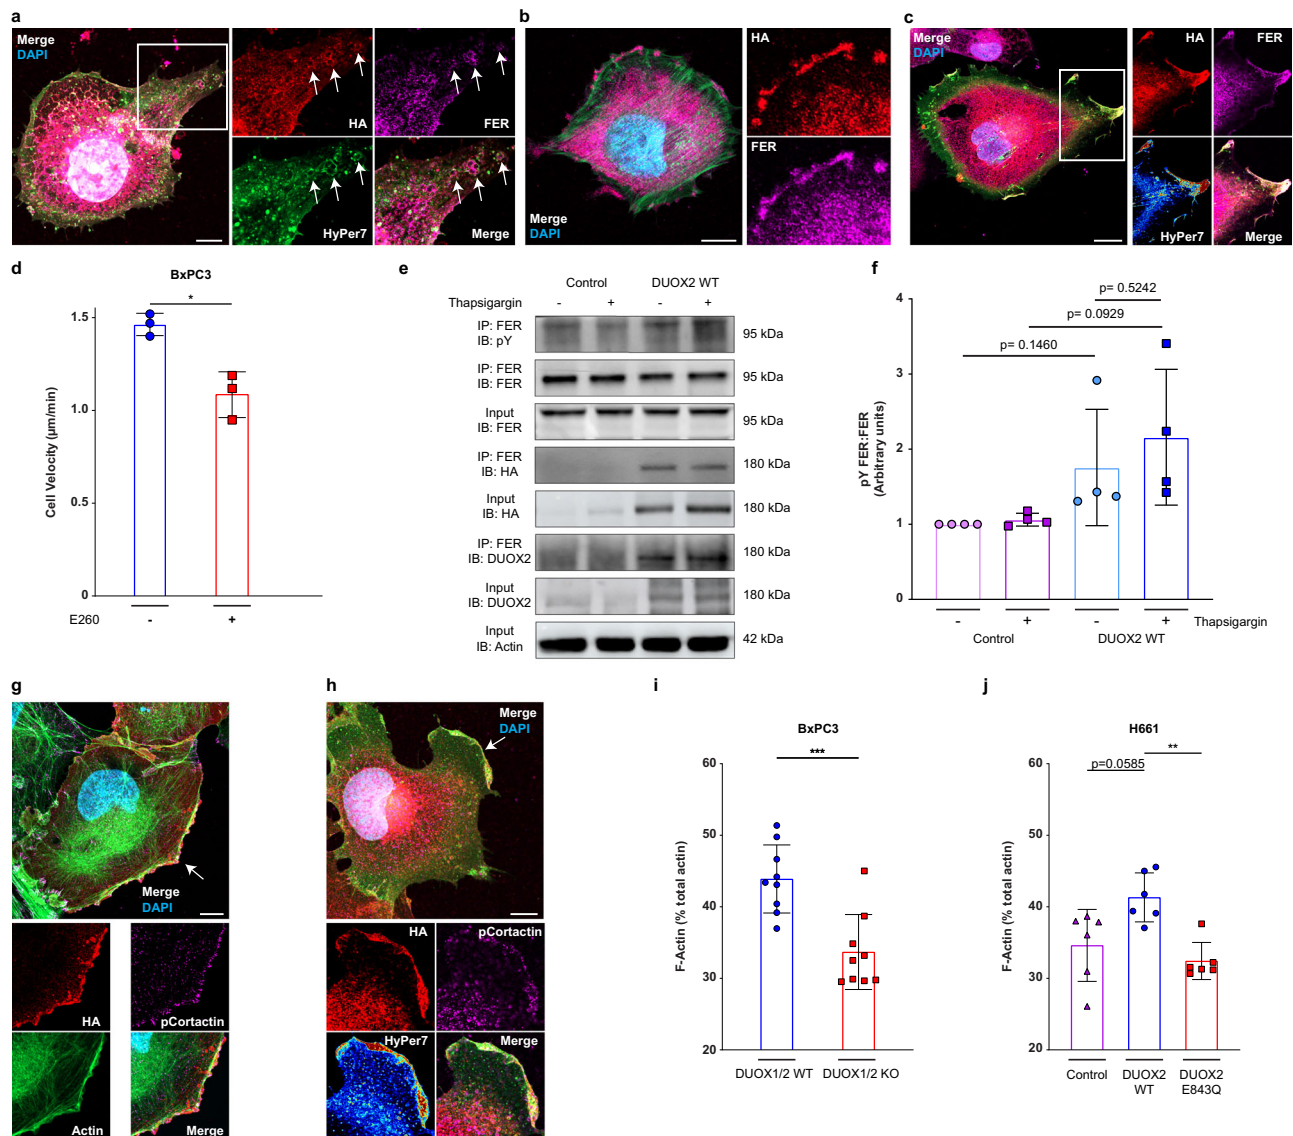 a
Merge
DAPI
HA
FER
HyPer7
Merge
b
Merge
DAPI
HA
FER
c
Merge
DAPI
HA
FER
HyPer7
Merge
d
BxPC3
*
Cell Velocity (µm/min)
1.5
1.0
0.5
0
E260
-
+
e
Control
DUOX2 WT
Thapsigargin
-
+
-
+
IP: FER
IB: pY
95 kDa
IP: FER
IB: FER
95 kDa
Input
IB: FER
95 kDa
IP: FER
IB: HA
180 kDa
Input
IB: HA
180 kDa
IP: FER
IB: DUOX2
180 kDa
Input
IB: DUOX2
180 kDa
Input
IB: Actin
42 kDa
f
p= 0.5242
p= 0.0929
p= 0.1460
pY FER:FER
(Arbitrary units)
4
3
2
1
0
-
+
-
+
Thapsigargin
Control
DUOX2 WT
g
Merge
DAPI
HA
pCortactin
Actin
Merge
h
Merge
DAPI
HA
pCortactin
HyPer7
Merge
i
BxPC3
***
F-Actin (% total actin)
60
50
40
30
20
DUOX1/2 WT
DUOX1/2 KO
j
H661
**
p=0.0585
F-Actin (% total actin)
60
50
40
30
20
Control
DUOX2
WT
DUOX2
E843Q